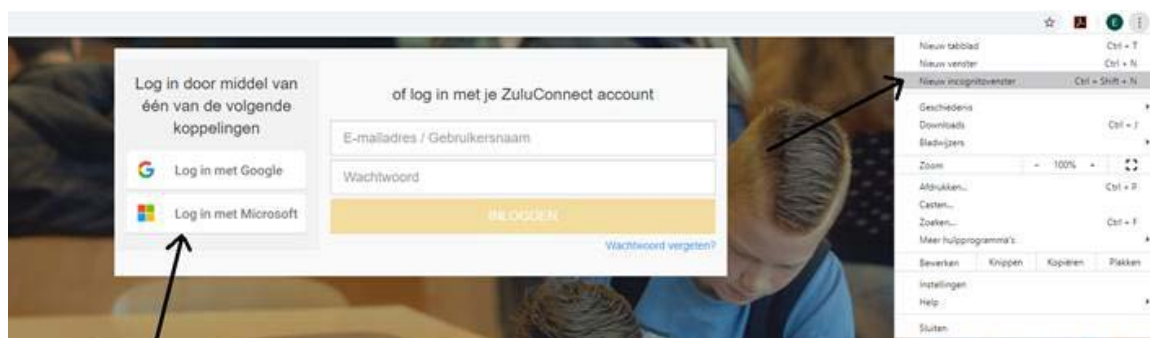 E
Log in door middel van
één van de volgende
koppelingen
Log in met Google
Log in met Microsoft
of log in met je ZuluConnect account
E-mailadres / Gebruikersnaam
Wachtwoord
INLOGGEN
Wachtwoord vergeten?
Nieuw tabblad Ctrl + T
Nieuw venster Ctrl + N
Nieuw incognitovenster Ctrl + Shift + N
Geschiedenis
Downloads Ctrl + J
Bladwijzers
Zoom - 100% +
Afdrukken... Ctrl + P
Casten...
Zoeken... Ctrl + F
Meer hulpprogramma's
Bewerken Knippen Kopiëren Plakken
Instellingen
Help
Sluiten